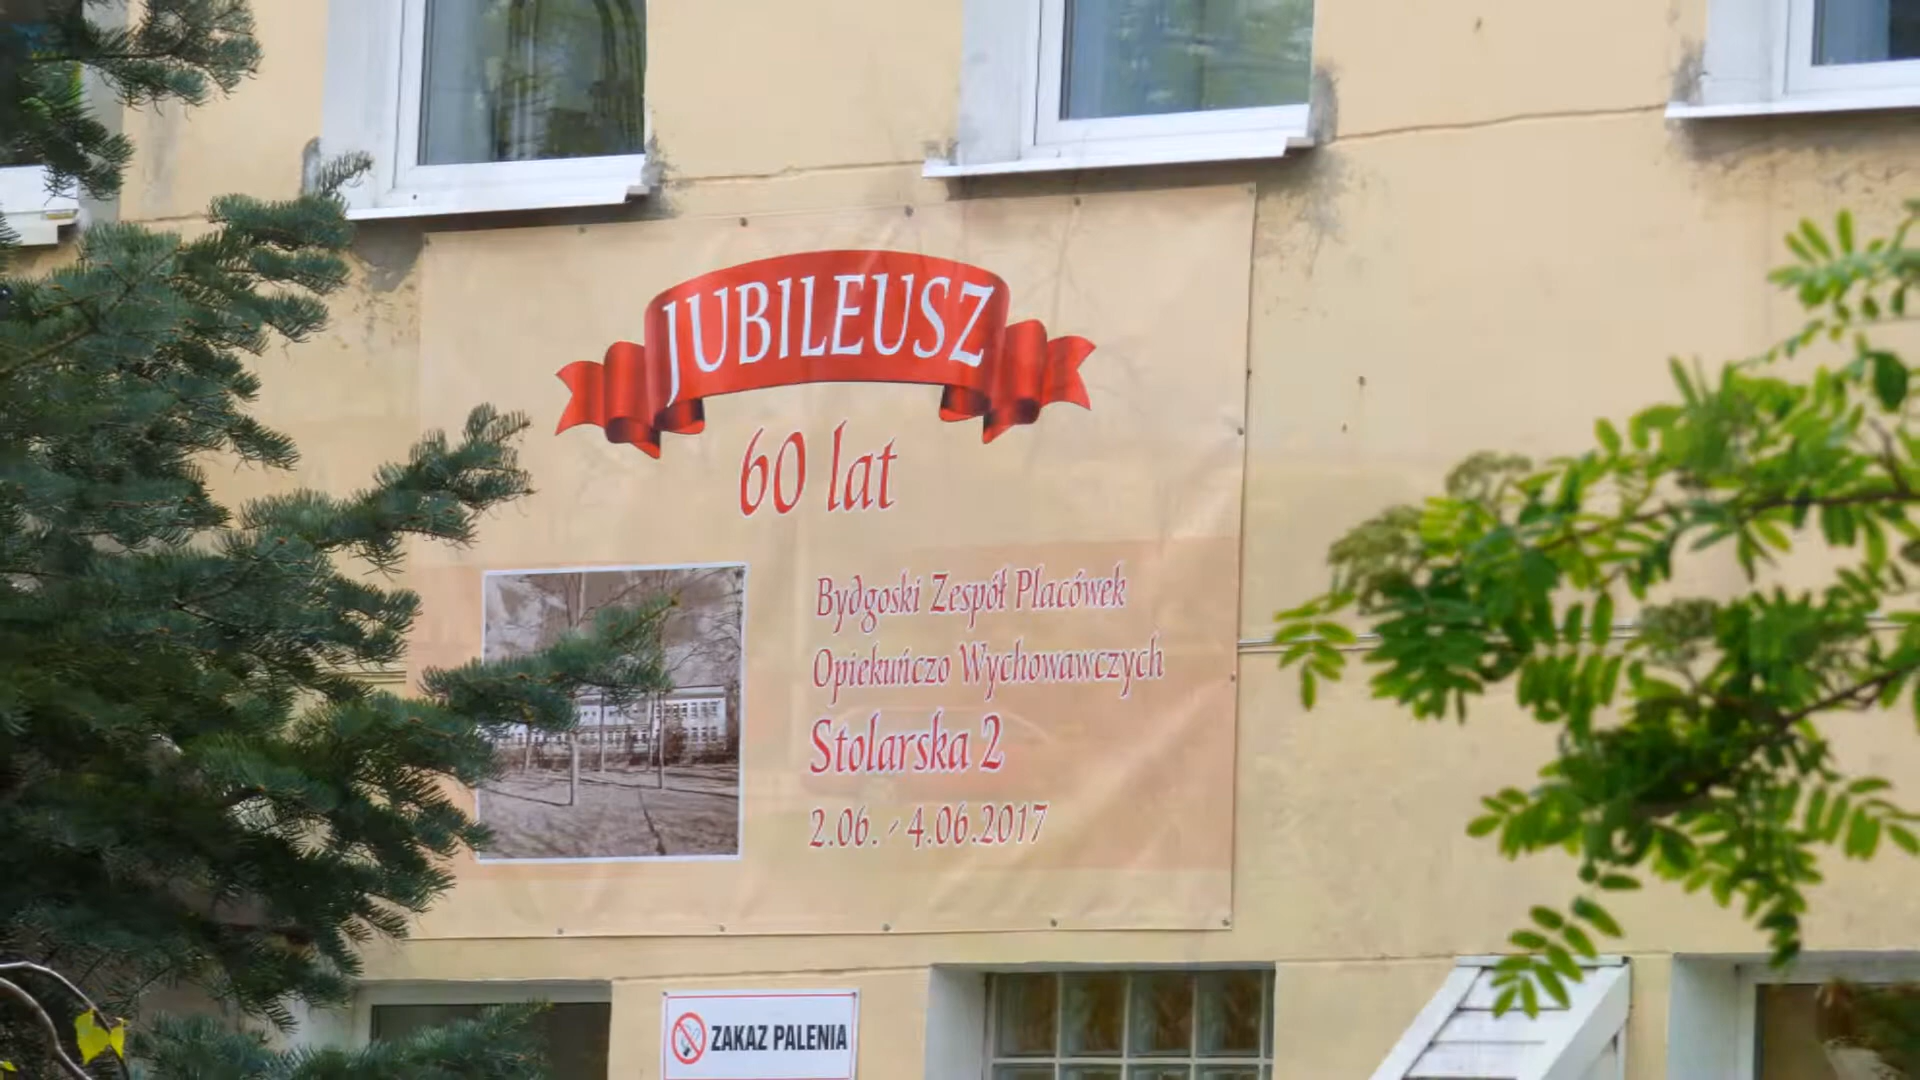 JUBILEUSZ
60 lat
Bydgoski Zespół Placówek
Opiekuńczo Wychowawczych
Stolarska 2
2.06. - 4.06.2017
ZAKAZ PALENIA